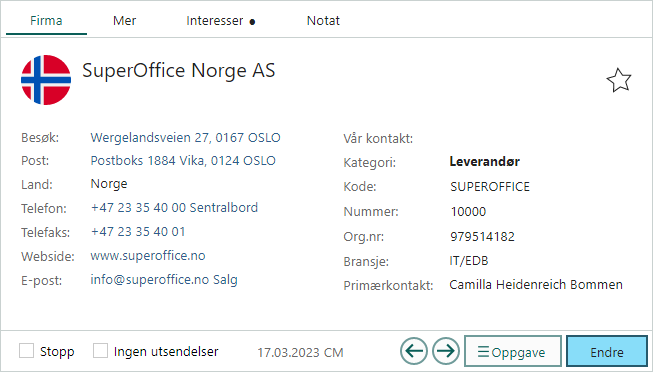 Firma Mer Interesser ● Notat
SuperOffice Norge AS
Besøk: Wergelandsveien 27, 0167 OSLO
Post: Postboks 1884 Vika, 0124 OSLO
Land: Norge
Telefon: +47 23 35 40 00 Sentralbord
Telefaks: +47 23 35 40 01
Webside: www.superoffice.no
E-post: info@superoffice.no Salg
Vår kontakt:
Kategori: Leverandør
Kode: SUPEROFFICE
Nummer: 10000
Org.nr: 979514182
Bransje: IT/EDB
Primærkontakt: Camilla Heidenreich Bommen
Stopp Ingen utsendelser 17.03.2023 CM Oppgave Endre